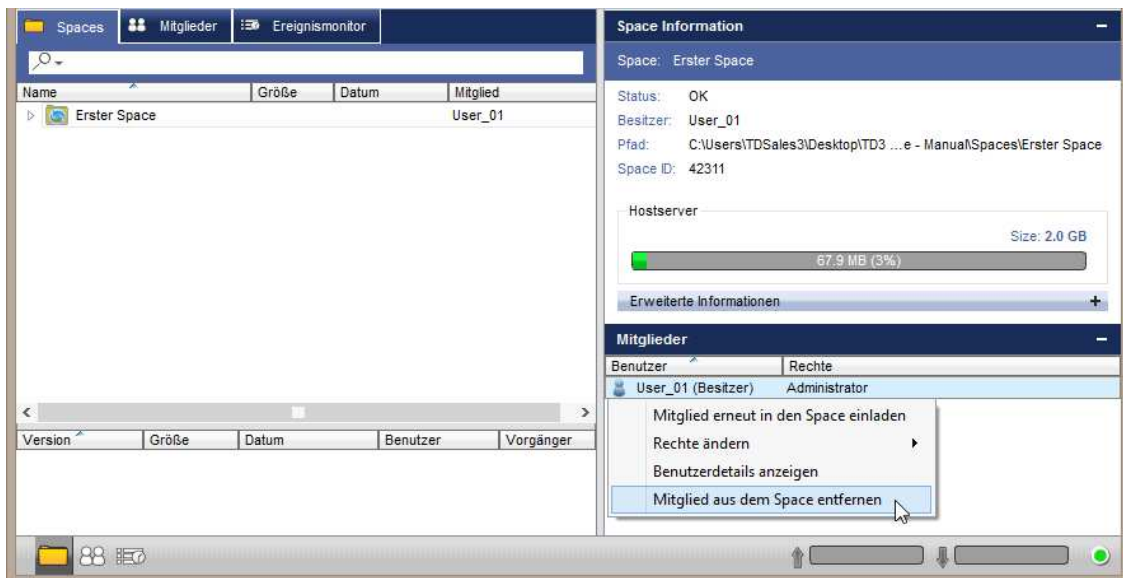 Spaces Mitglieder Ereignismonitor
Name Größe Datum Mitglied
Erster Space User_01
Version Größe Datum Benutzer Vorgänger
Space Information
Space: Erster Space
Status: OK
Besitzer: User_01
Pfad: C:\Users\TDSales3\Desktop\TD3 ...e - Manual\Spaces\Erster Space
Space ID: 42311
Hostserver
Size: 2.0 GB
67.9 MB (3%)
Erweiterte Informationen
Mitglieder
Benutzer Rechte
User_01 (Besitzer) Administrator
Mitglied erneut in den Space einladen
Rechte ändern
Benutzerdetails anzeigen
Mitglied aus dem Space entfernen